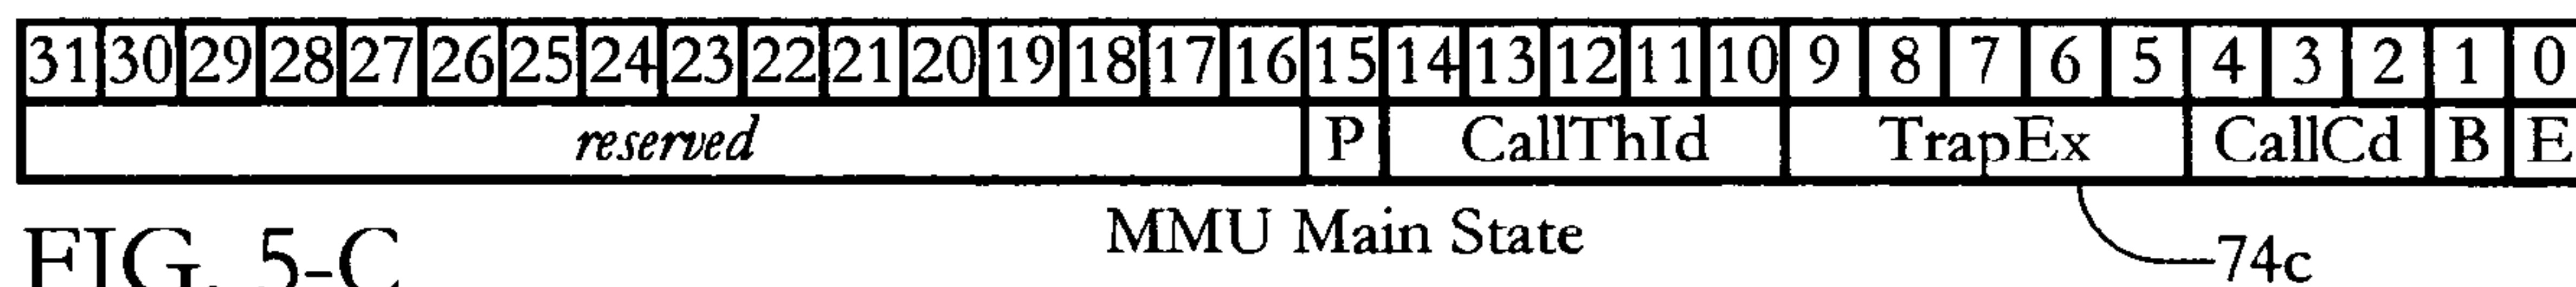 31 30 29 28 27 26 25 24 23 22 21 20 19 18 17 16 15 14 13 12 11 10 9 8 7 6 5 4 3 2 1 0
reserved P CallThId TrapEx CallCd B E
MMU Main State
FIG. 5-C
74c